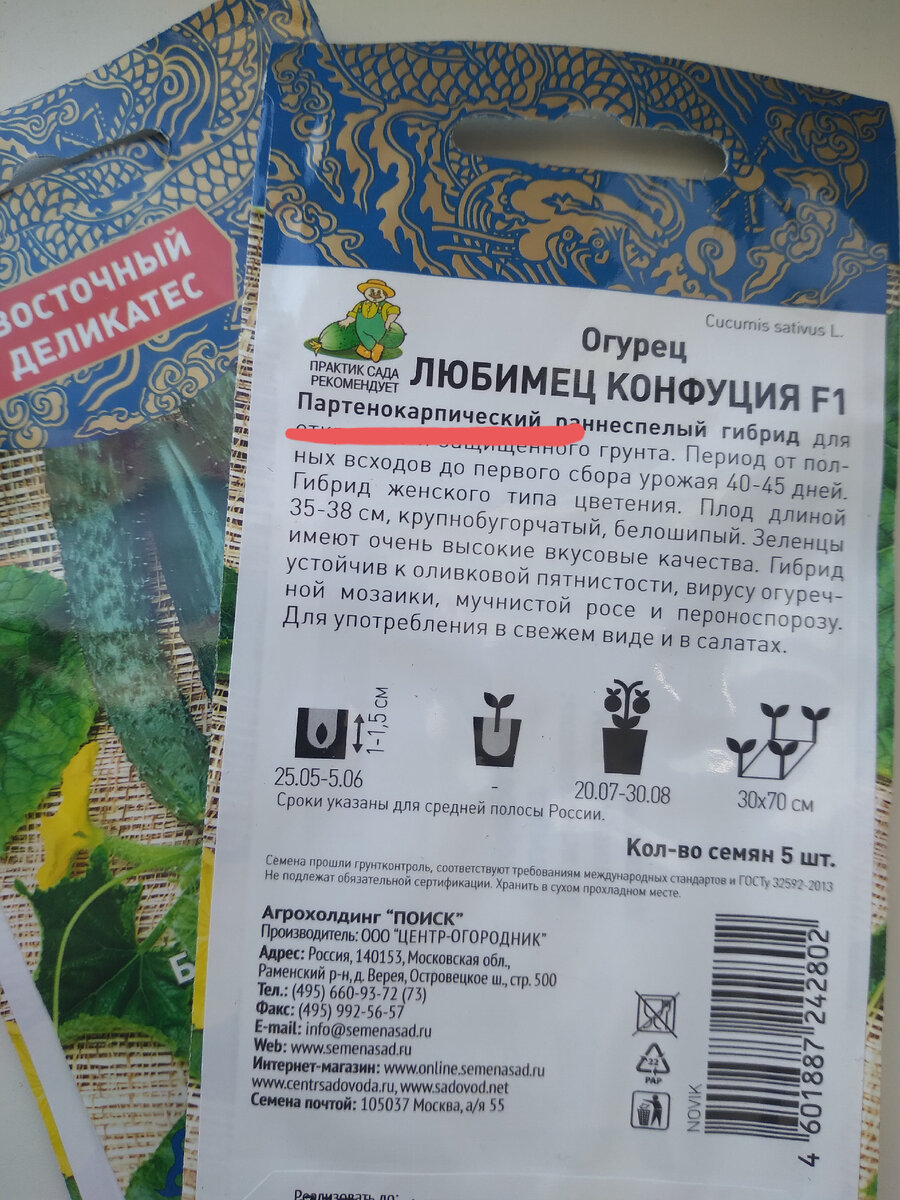 ВОСТОЧНЫЙ
ДЕЛИКАТЕС
Cucumis sativus L.
Огурец
ПРАКТИК САДА
РЕКОМЕНДУЕТ
ЛЮБИМЕЦ КОНФУЦИЯ F1
Партенокарпический раннеспелый гибрид для
защищенного грунта. Период от пол-
ных всходов до первого сбора урожая 40-45 дней.
Гибрид женского типа цветения. Плод длиной
35-38 см, крупнобугорчатый, белошипый. Зеленцы
имеют очень высокие вкусовые качества. Гибрид
устойчив к оливковой пятнистости, вирусу огуреч-
ной мозаики, мучнистой росе и пероноспорозу.
Для употребления в свежем виде и в салатах.
1-1,5 см
25.05-5.06
-
20.07-30.08
30x70 см
Сроки указаны для средней полосы России.
Кол-во семян 5 шт.
Семена прошли грунтконтроль, соответствуют требованиям международных стандартов и ГОСТу 32592-2013
Не подлежат обязательной сертификации. Хранить в сухом прохладном месте.
Агрохолдинг "ПОИСК"
Производитель: ООО "ЦЕНТР-ОГОРОДНИК"
Адрес: Россия, 140153, Московская обл.,
Раменский р-н, д. Верея, Островецкое ш., стр. 500
Тел.: (495) 660-93-72 (73)
Факс: (495) 992-56-57
E-mail: info@semenasad.ru
Web: www.semenasad.ru
Интернет-магазин: www.online.semenasad.ru
www.centrsadovoda.ru, www.sadovod.net
Семена почтой: 105037 Москва, а/я 55
22
PAP
NOVIK
4 601887 242802
Реализовать до: